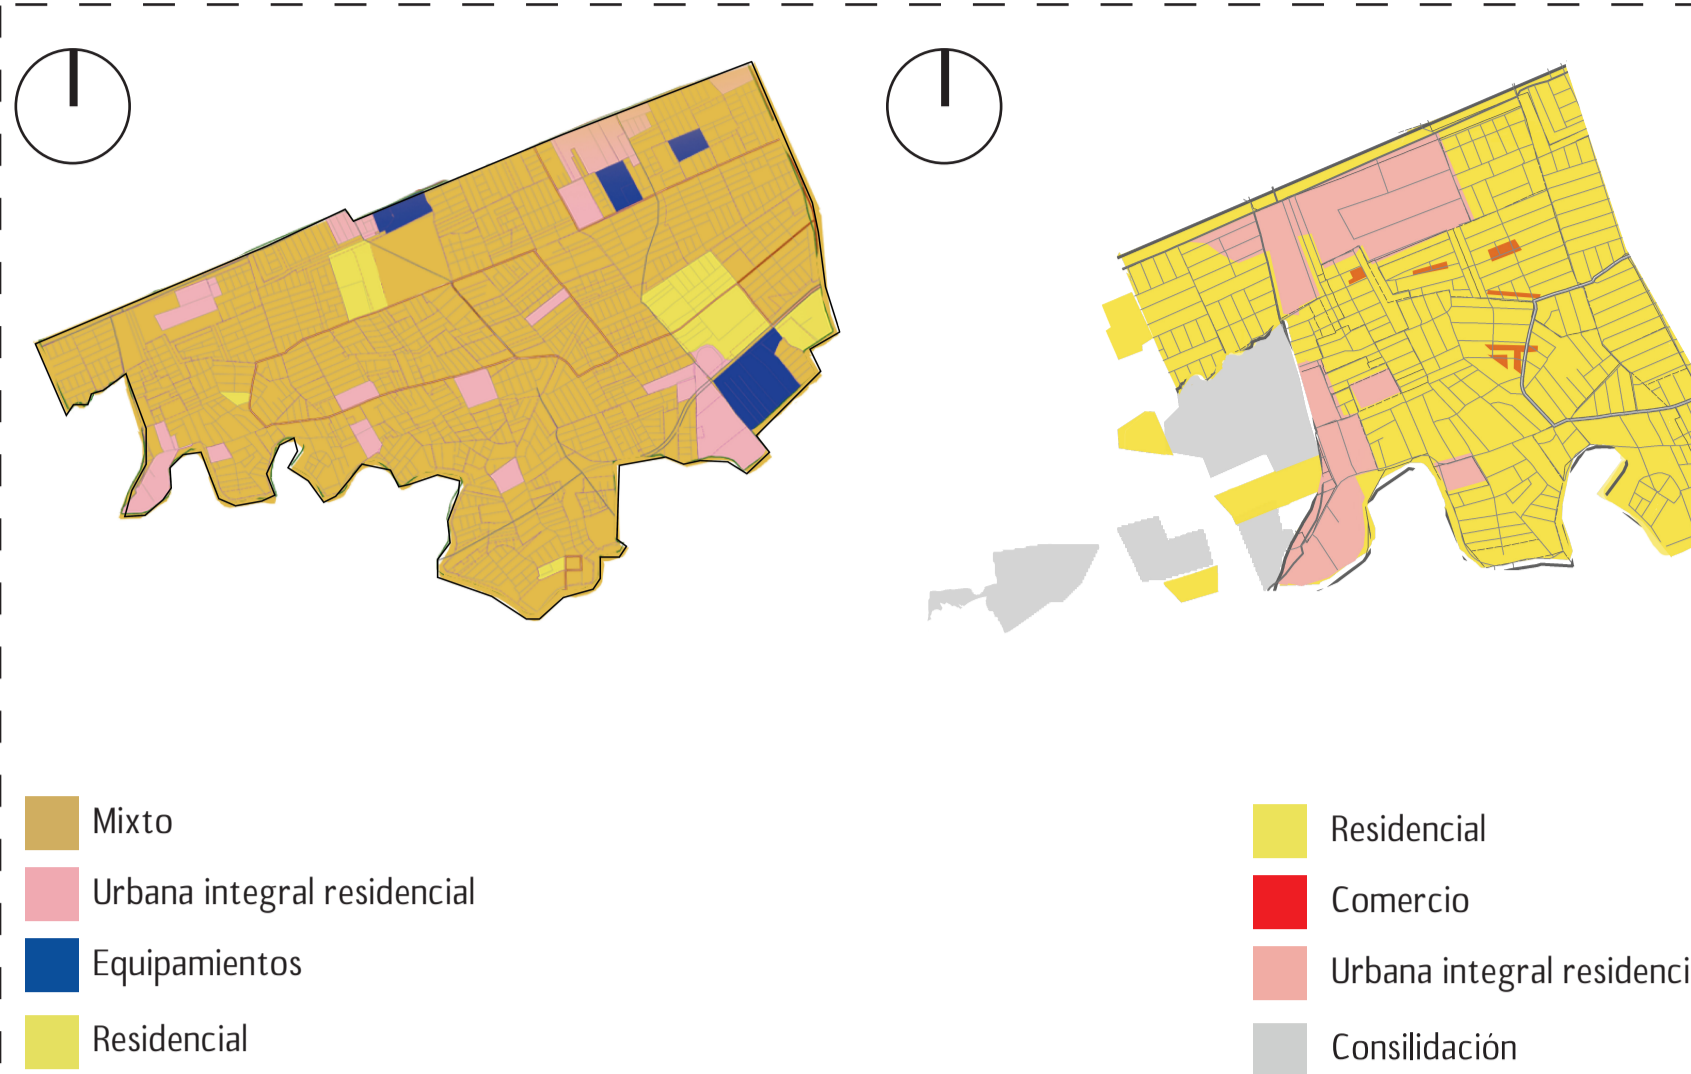 Mixto
Urbana integral residencial
Equipamientos
Residencial
Residencial
Comercio
Urbana integral residenci
Consilidación